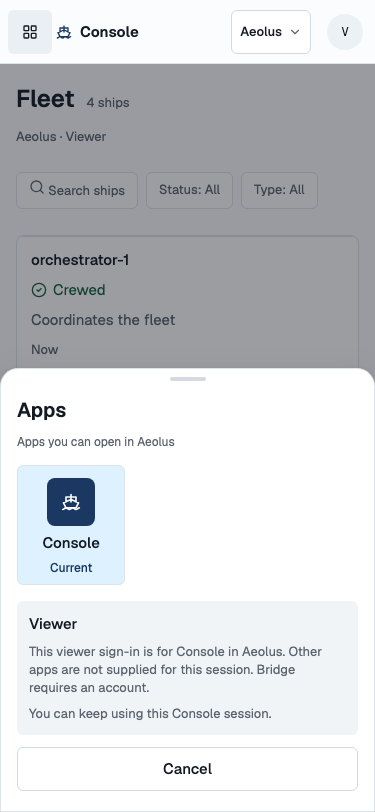 Console
Aeolus
V
Fleet 4 ships
Aeolus · Viewer
Search ships
Status: All
Type: All
orchestrator-1
Crewed
Coordinates the fleet
Now
Apps
Apps you can open in Aeolus
Console
Current
Viewer
This viewer sign-in is for Console in Aeolus. Other
apps are not supplied for this session. Bridge
requires an account.
You can keep using this Console session.
Cancel